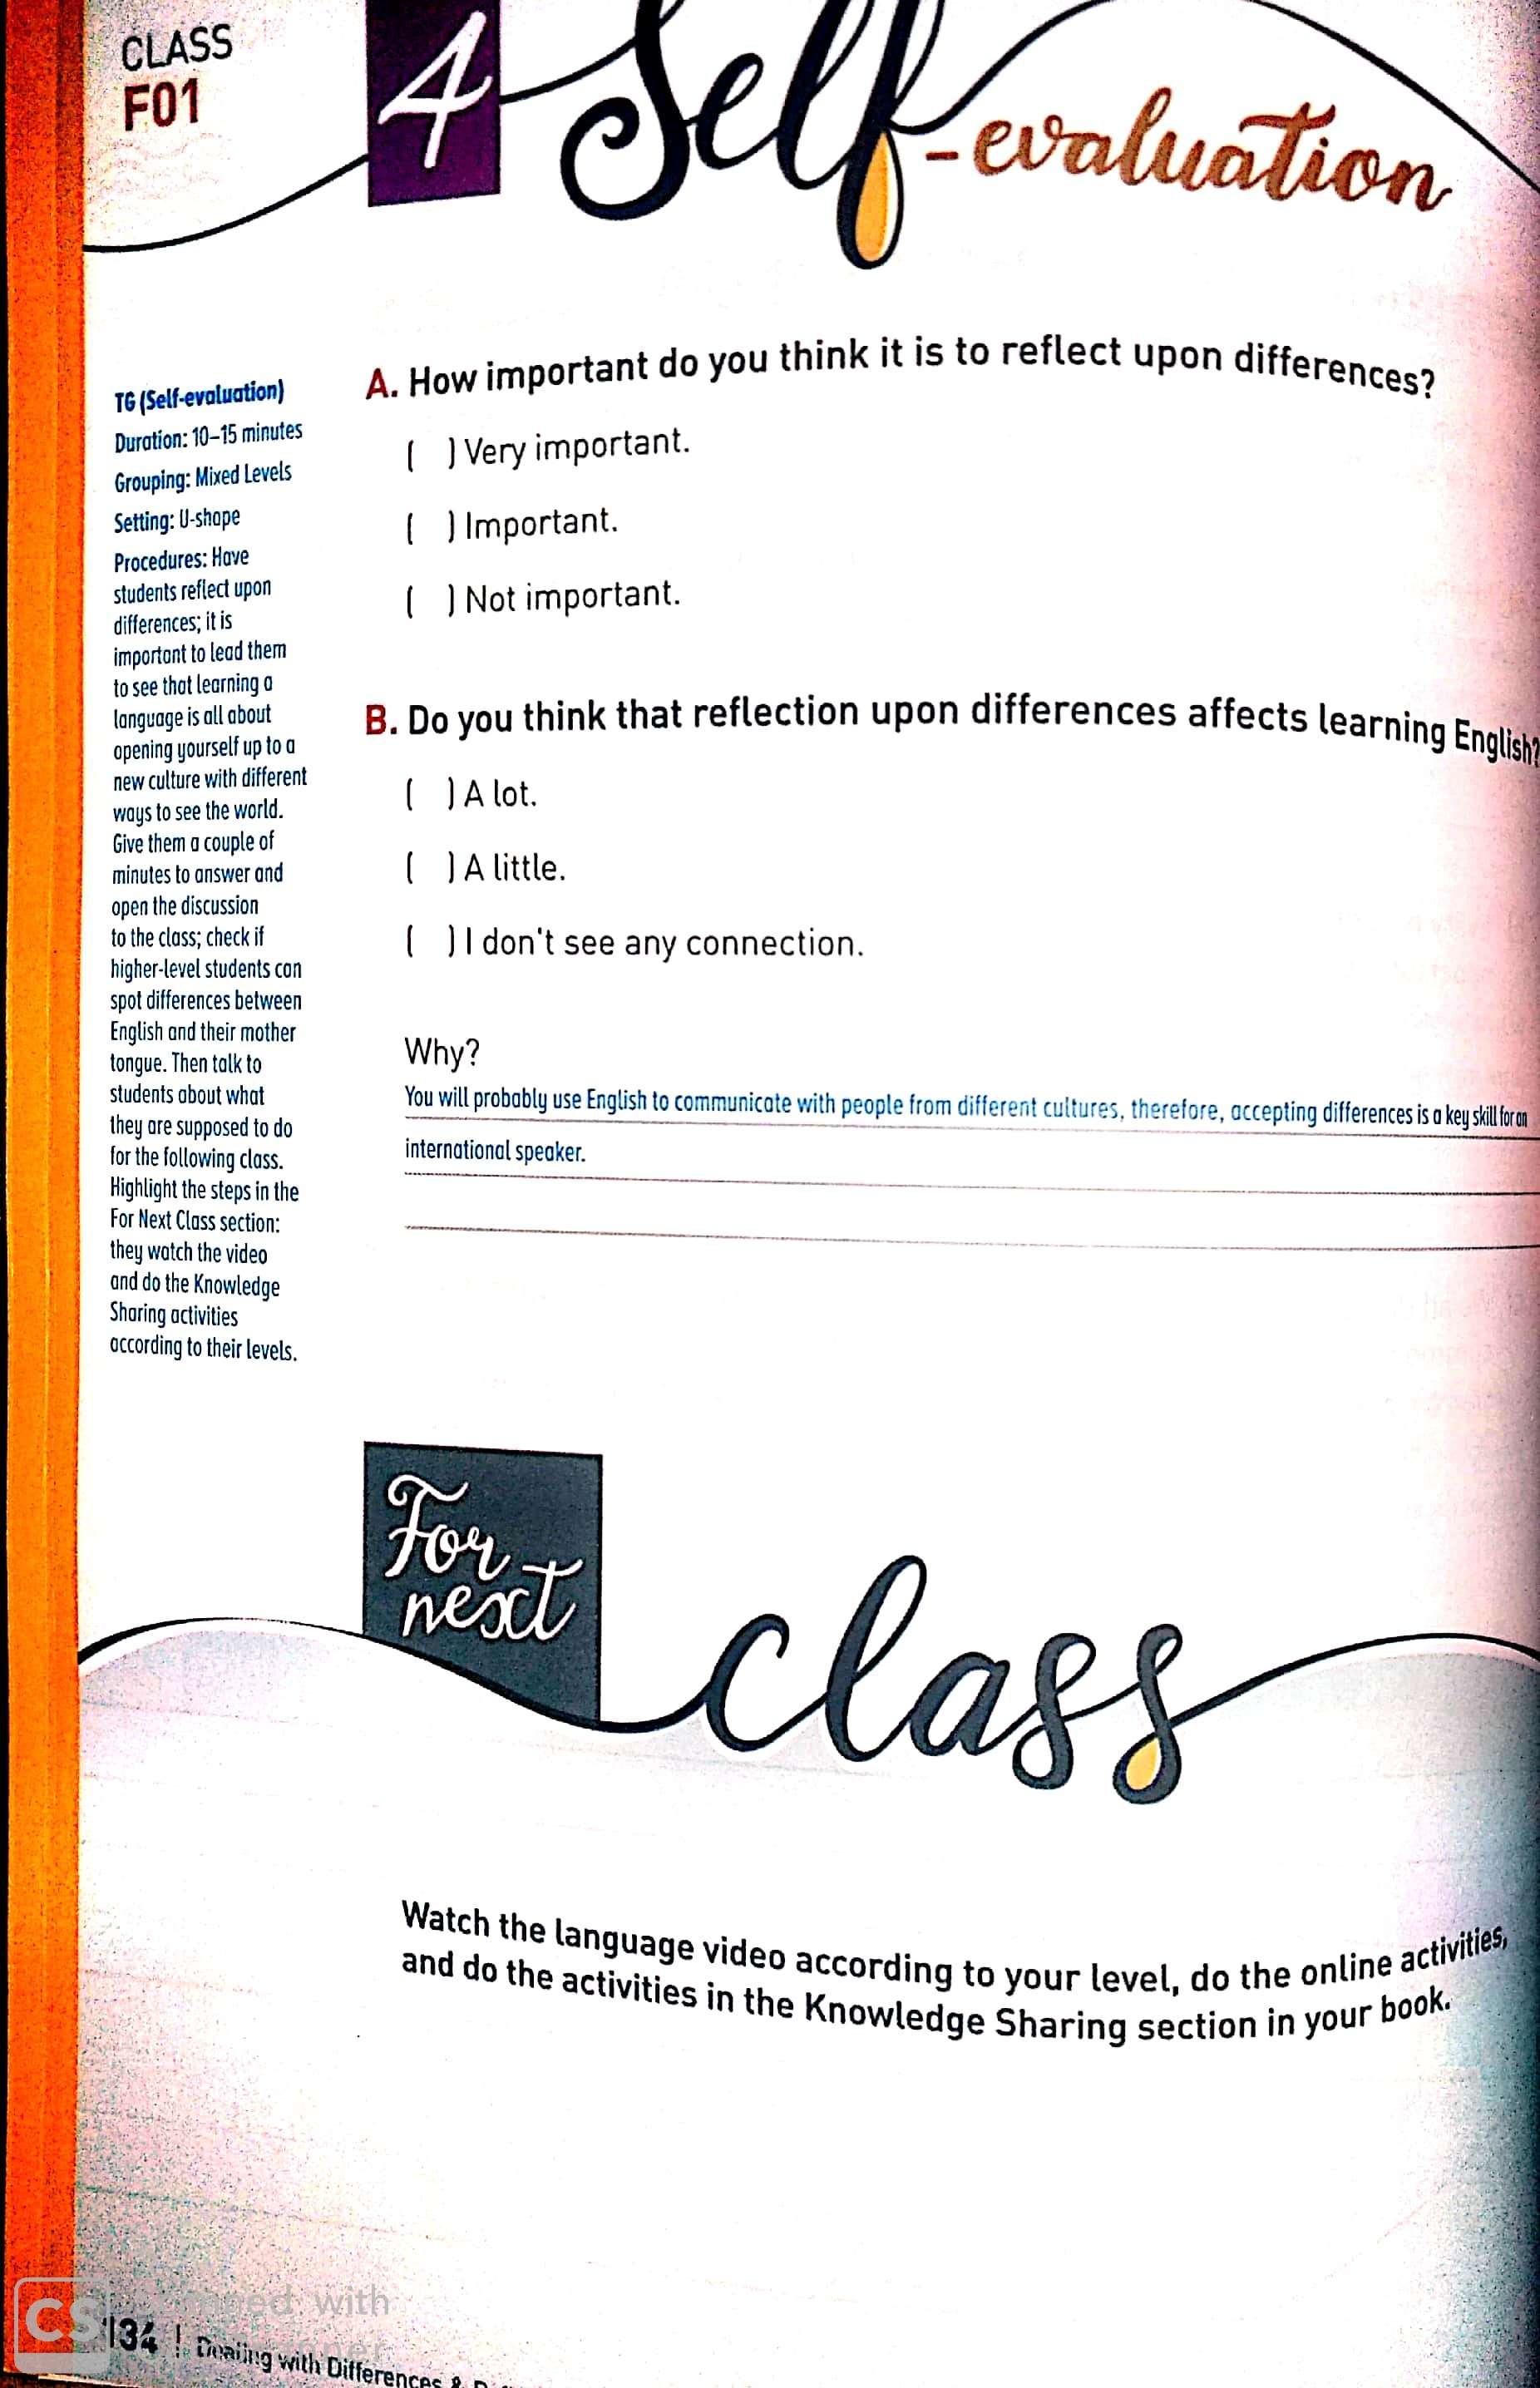 CLASS
F01
4 Self-evaluation
TG (Self-evaluation)
Duration: 10–15 minutes
Grouping: Mixed Levels
Setting: U-shape
Procedures: Have
students reflect upon
differences; it is
important to lead them
to see that learning a
language is all about
opening yourself up to a
new culture with different
ways to see the world.
Give them a couple of
minutes to answer and
open the discussion
to the class; check if
higher-level students can
spot differences between
English and their mother
tongue. Then talk to
students about what
they are supposed to do
for the following class.
Highlight the steps in the
For Next Class section:
they watch the video
and do the Knowledge
Sharing activities
according to their levels.
A. How important do you think it is to reflect upon differences?
( ) Very important.
( ) Important.
( ) Not important.
B. Do you think that reflection upon differences affects learning English?
( ) A lot.
( ) A little.
( ) I don't see any connection.
Why?
You will probably use English to communicate with people from different cultures, therefore, accepting differences is a key skill for an
international speaker.
For
next
class
Watch the language video according to your level, do the online activities,
and do the activities in the Knowledge Sharing section in your book.
CS
with
134 | Dealing with Differences &